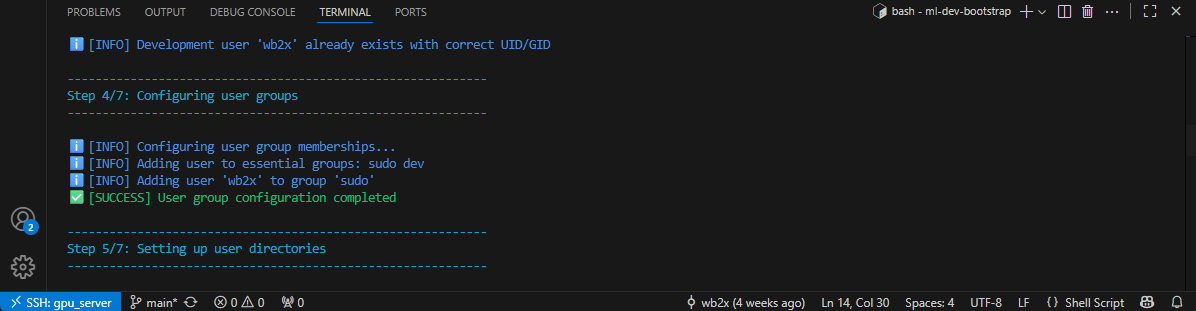 PROBLEMS OUTPUT DEBUG CONSOLE TERMINAL PORTS bash - ml-dev-bootstrap
[INFO] Development user 'wb2x' already exists with correct UID/GID
------------------------------------------------------------
Step 4/7: Configuring user groups
------------------------------------------------------------
[INFO] Configuring user group memberships...
[INFO] Adding user to essential groups: sudo dev
[INFO] Adding user 'wb2x' to group 'sudo'
[SUCCESS] User group configuration completed
------------------------------------------------------------
Step 5/7: Setting up user directories
------------------------------------------------------------
2
SSH: gpu_server main* 0 0 0 wb2x (4 weeks ago) Ln 14, Col 30 Spaces: 4 UTF-8 LF {} Shell Script